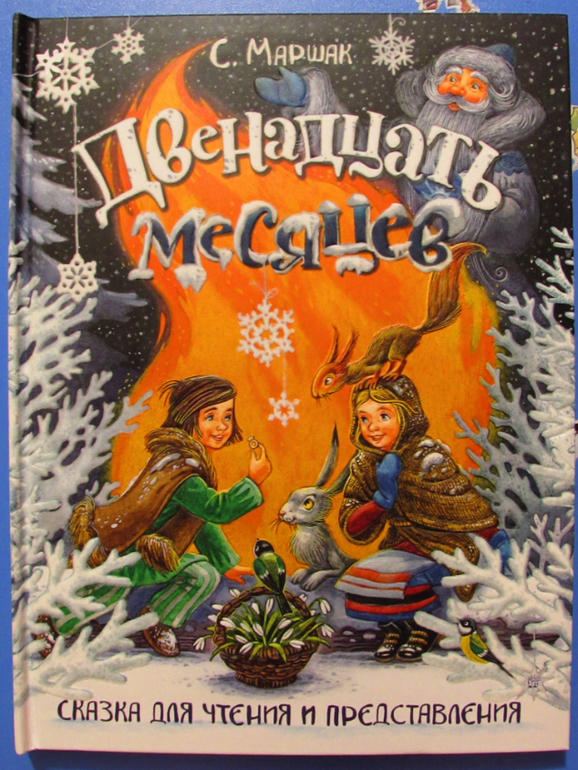 С. Маршак
Двенадцать
месяцев
сказка для чтения и представления